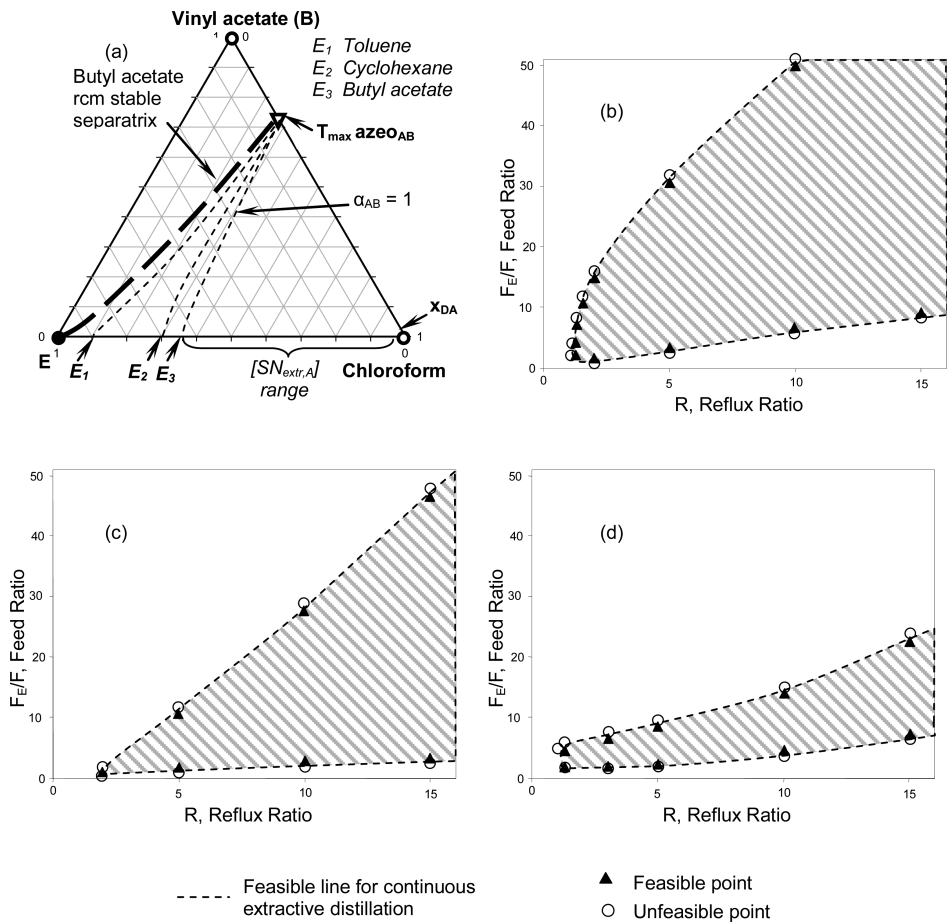 Vinyl acetate (B)
1 0
(a)
E1 Toluene
E2 Cyclohexane
E3 Butyl acetate
Butyl acetate
rcm stable
separatrix
Tmax azeoAB
αAB = 1
xDA
0
E
1
E1
E2
E3
[SNextr,A]
range
1
0
Chloroform
(b)
FE/F, Feed Ratio
50
40
30
20
10
0
0
5
10
15
R, Reflux Ratio
(c)
FE/F, Feed Ratio
50
40
30
20
10
0
0
5
10
15
R, Reflux Ratio
(d)
FE/F, Feed Ratio
50
40
30
20
10
0
0
5
10
15
R, Reflux Ratio
Feasible line for continuous
extractive distillation
Feasible point
Unfeasible point